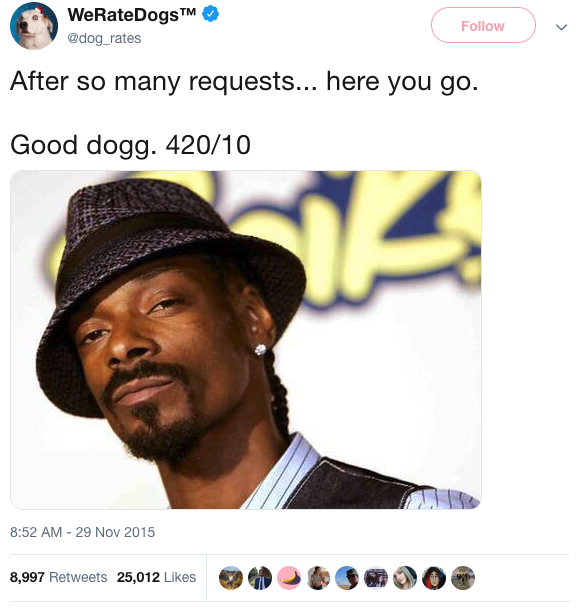 WeRateDogs™
@dog_rates
Follow
After so many requests... here you go.
Good dogg. 420/10
8:52 AM - 29 Nov 2015
8,997 Retweets 25,012 Likes